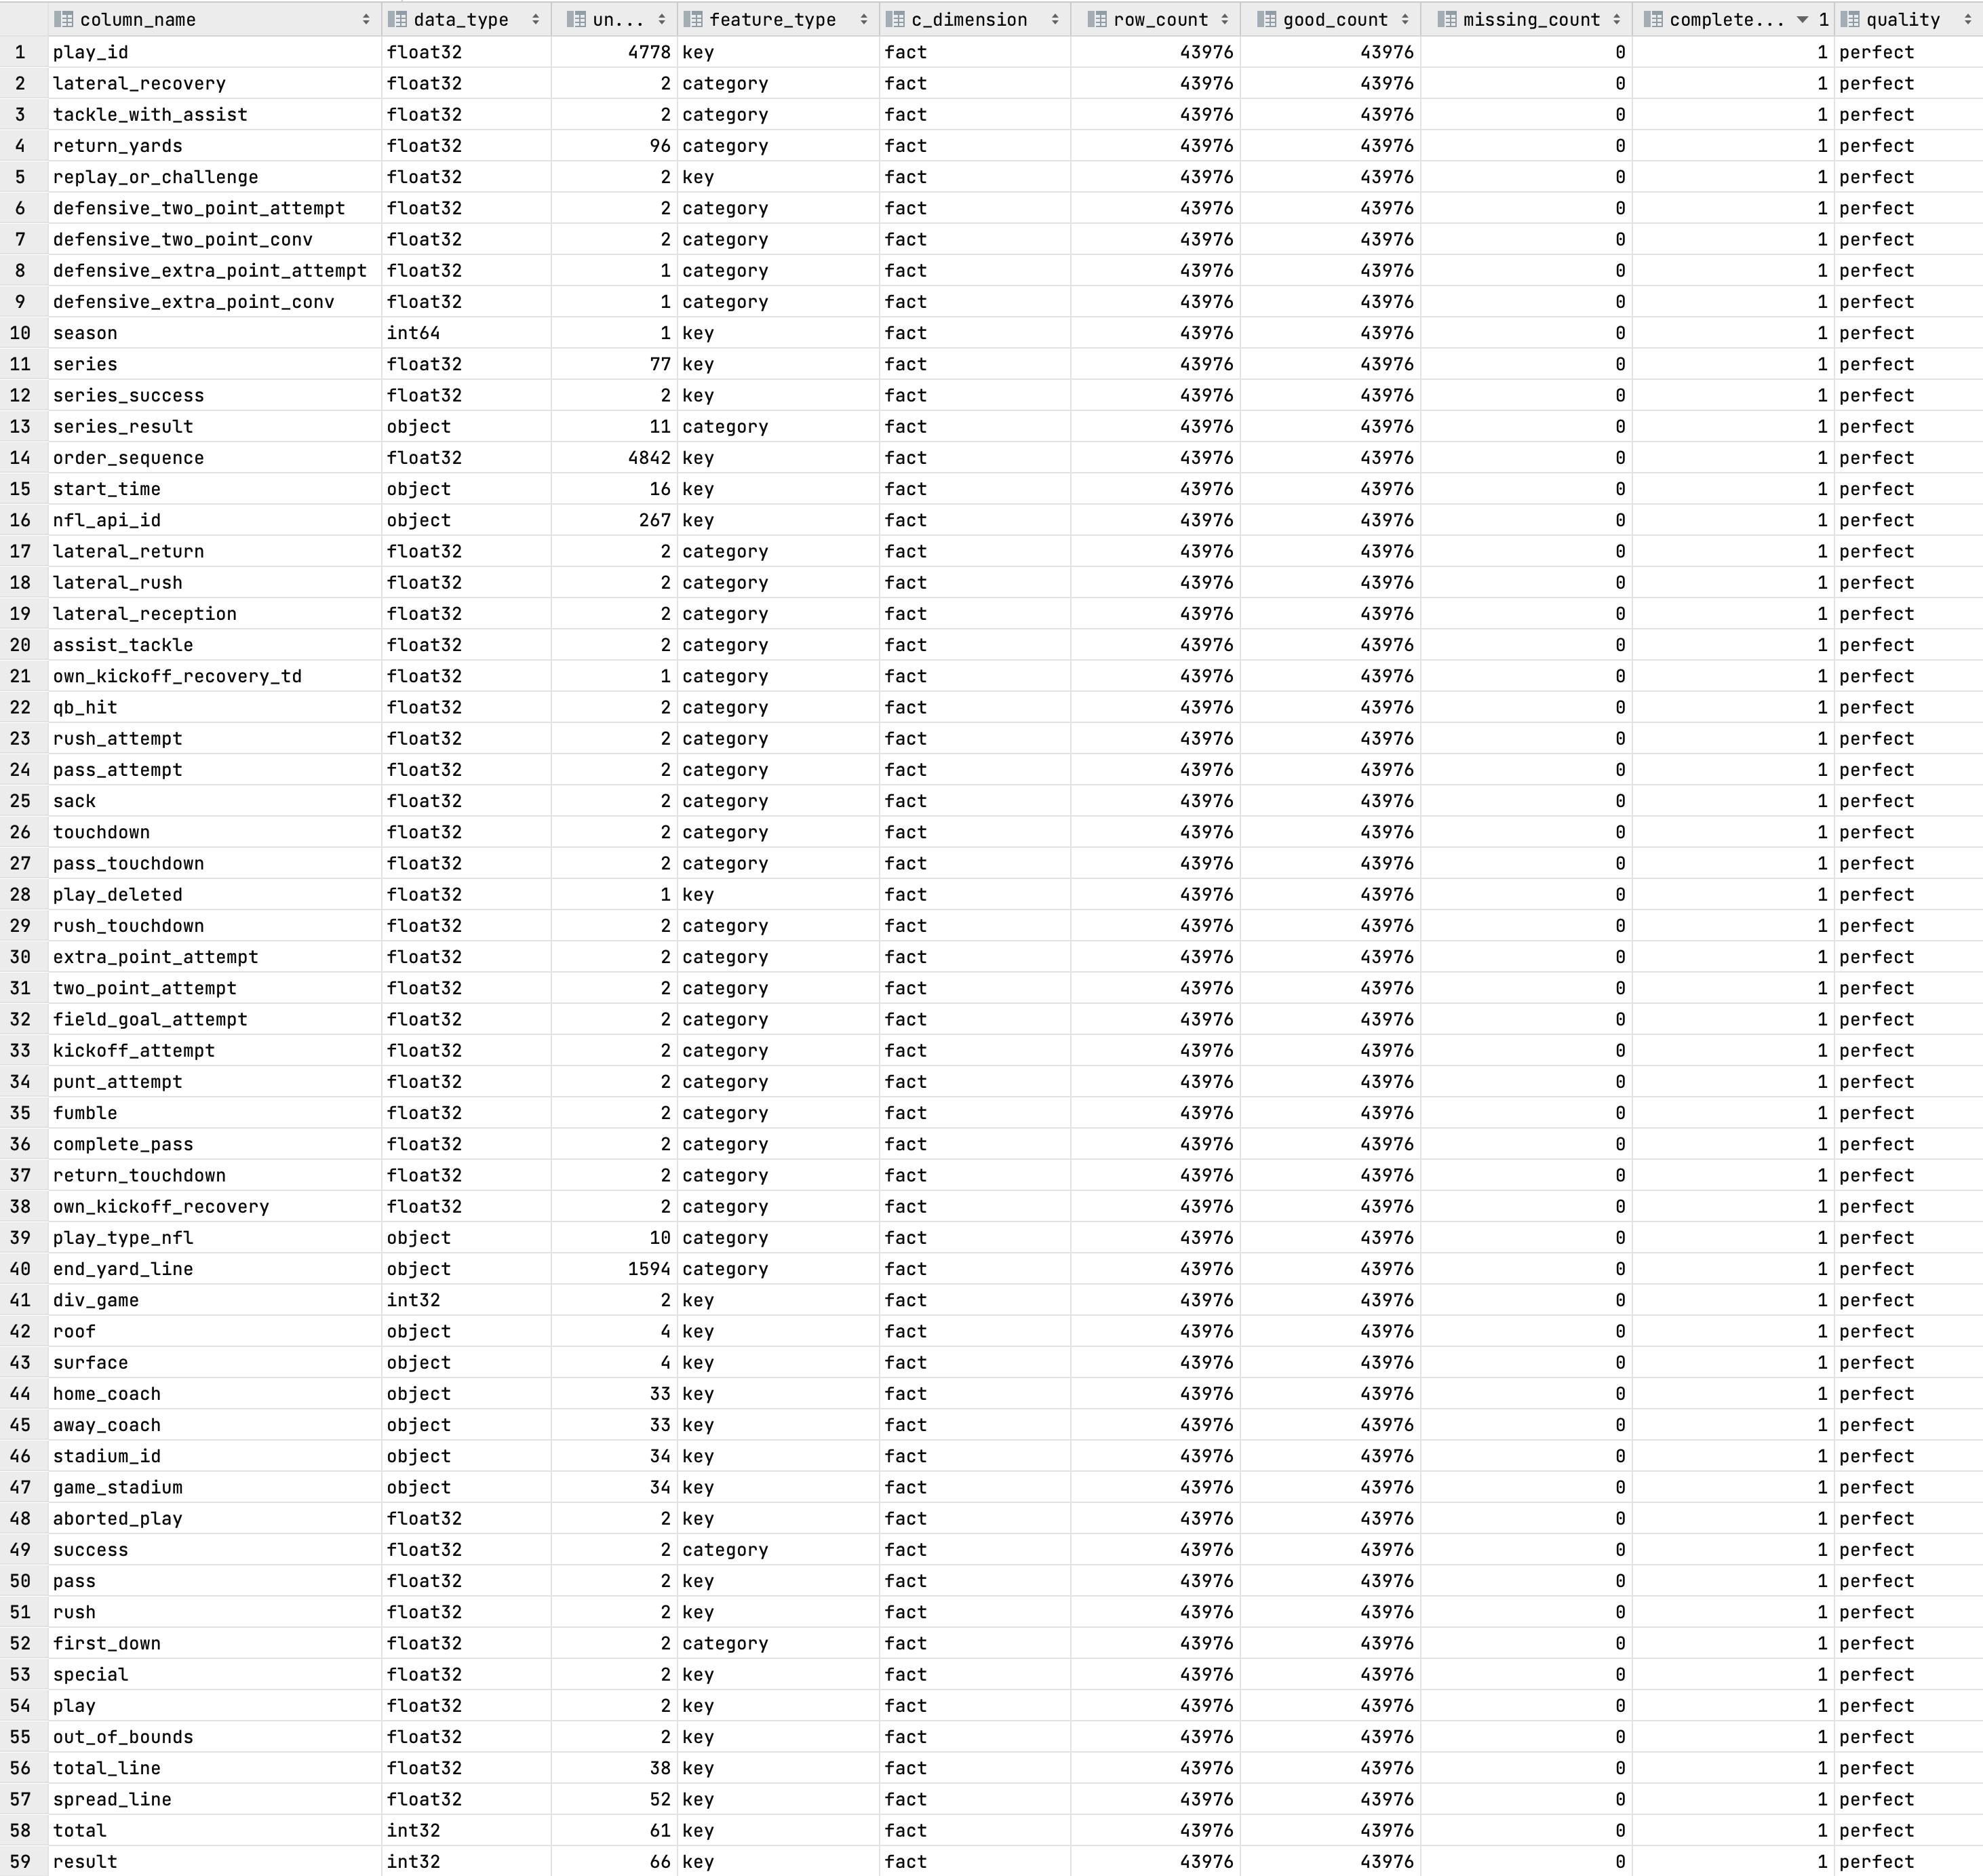 column_name data_type un... feature_type c_dimension row_count good_count missing_count complete... 1 quality
1 play_id float32 4778 key fact 43976 43976 0 1 perfect
2 lateral_recovery float32 2 category fact 43976 43976 0 1 perfect
3 tackle_with_assist float32 2 category fact 43976 43976 0 1 perfect
4 return_yards float32 96 category fact 43976 43976 0 1 perfect
5 replay_or_challenge float32 2 key fact 43976 43976 0 1 perfect
6 defensive_two_point_attempt float32 2 category fact 43976 43976 0 1 perfect
7 defensive_two_point_conv float32 2 category fact 43976 43976 0 1 perfect
8 defensive_extra_point_attempt float32 1 category fact 43976 43976 0 1 perfect
9 defensive_extra_point_conv float32 1 category fact 43976 43976 0 1 perfect
10 season int64 1 key fact 43976 43976 0 1 perfect
11 series float32 77 key fact 43976 43976 0 1 perfect
12 series_success float32 2 key fact 43976 43976 0 1 perfect
13 series_result object 11 category fact 43976 43976 0 1 perfect
14 order_sequence float32 4842 key fact 43976 43976 0 1 perfect
15 start_time object 16 key fact 43976 43976 0 1 perfect
16 nfl_api_id object 267 key fact 43976 43976 0 1 perfect
17 lateral_return float32 2 category fact 43976 43976 0 1 perfect
18 lateral_rush float32 2 category fact 43976 43976 0 1 perfect
19 lateral_reception float32 2 category fact 43976 43976 0 1 perfect
20 assist_tackle float32 2 category fact 43976 43976 0 1 perfect
21 own_kickoff_recovery_td float32 1 category fact 43976 43976 0 1 perfect
22 qb_hit float32 2 category fact 43976 43976 0 1 perfect
23 rush_attempt float32 2 category fact 43976 43976 0 1 perfect
24 pass_attempt float32 2 category fact 43976 43976 0 1 perfect
25 sack float32 2 category fact 43976 43976 0 1 perfect
26 touchdown float32 2 category fact 43976 43976 0 1 perfect
27 pass_touchdown float32 2 category fact 43976 43976 0 1 perfect
28 play_deleted float32 1 key fact 43976 43976 0 1 perfect
29 rush_touchdown float32 2 category fact 43976 43976 0 1 perfect
30 extra_point_attempt float32 2 category fact 43976 43976 0 1 perfect
31 two_point_attempt float32 2 category fact 43976 43976 0 1 perfect
32 field_goal_attempt float32 2 category fact 43976 43976 0 1 perfect
33 kickoff_attempt float32 2 category fact 43976 43976 0 1 perfect
34 punt_attempt float32 2 category fact 43976 43976 0 1 perfect
35 fumble float32 2 category fact 43976 43976 0 1 perfect
36 complete_pass float32 2 category fact 43976 43976 0 1 perfect
37 return_touchdown float32 2 category fact 43976 43976 0 1 perfect
38 own_kickoff_recovery float32 2 category fact 43976 43976 0 1 perfect
39 play_type_nfl object 10 category fact 43976 43976 0 1 perfect
40 end_yard_line object 1594 category fact 43976 43976 0 1 perfect
41 div_game int32 2 key fact 43976 43976 0 1 perfect
42 roof object 4 key fact 43976 43976 0 1 perfect
43 surface object 4 key fact 43976 43976 0 1 perfect
44 home_coach object 33 key fact 43976 43976 0 1 perfect
45 away_coach object 33 key fact 43976 43976 0 1 perfect
46 stadium_id object 34 key fact 43976 43976 0 1 perfect
47 game_stadium object 34 key fact 43976 43976 0 1 perfect
48 aborted_play float32 2 key fact 43976 43976 0 1 perfect
49 success float32 2 category fact 43976 43976 0 1 perfect
50 pass float32 2 key fact 43976 43976 0 1 perfect
51 rush float32 2 key fact 43976 43976 0 1 perfect
52 first_down float32 2 category fact 43976 43976 0 1 perfect
53 special float32 2 key fact 43976 43976 0 1 perfect
54 play float32 2 key fact 43976 43976 0 1 perfect
55 out_of_bounds float32 2 key fact 43976 43976 0 1 perfect
56 total_line float32 38 key fact 43976 43976 0 1 perfect
57 spread_line float32 52 key fact 43976 43976 0 1 perfect
58 total int32 61 key fact 43976 43976 0 1 perfect
59 result int32 66 key fact 43976 43976 0 1 perfect